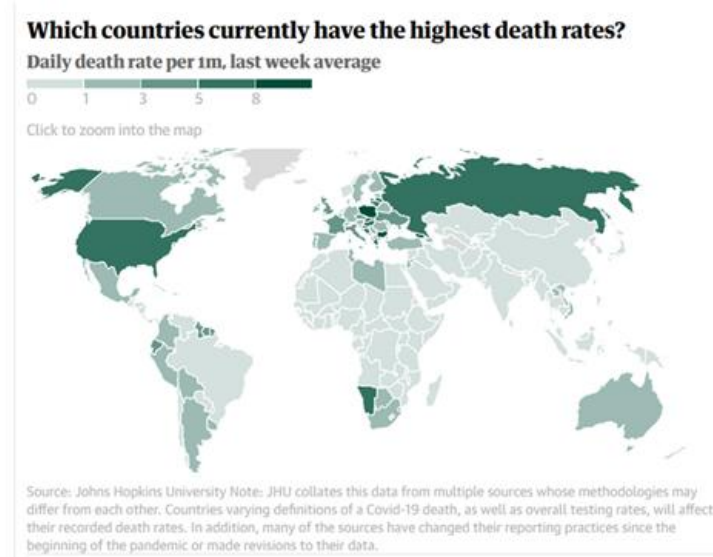 Which countries currently have the highest death rates?
Daily death rate per 1m, last week average
0 1 3 5 8
Click to zoom into the map
Source: Johns Hopkins University Note: JHU collates this data from multiple sources whose methodologies may
differ from each other. Countries varying definitions of a Covid-19 death, as well as overall testing rates, will affect
their recorded death rates. In addition, many of the sources have changed their reporting practices since the
beginning of the pandemic or made revisions to their data.